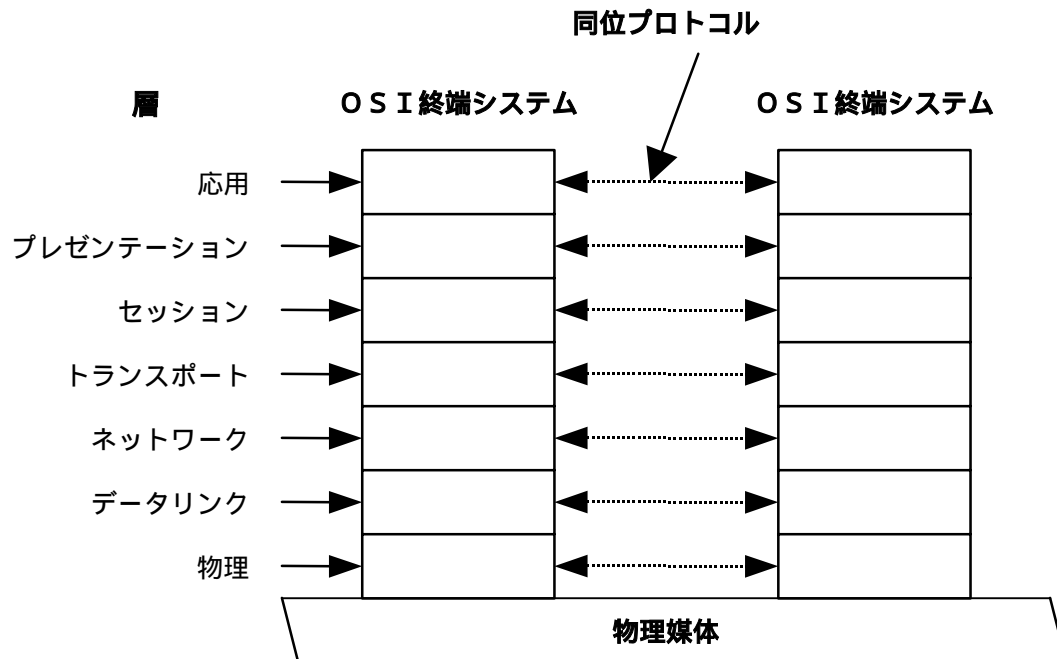 同位プロトコル
層
ＯＳＩ終端システム
ＯＳＩ終端システム
応用
プレゼンテーション
セッション
トランスポート
ネットワーク
データリンク
物理
物理媒体